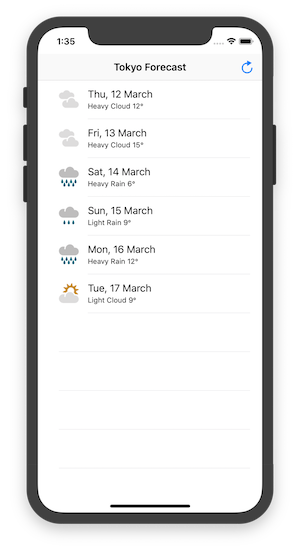 1:35
Tokyo Forecast
Thu, 12 March
Heavy Cloud 12°
Fri, 13 March
Heavy Cloud 15°
Sat, 14 March
Heavy Rain 6°
Sun, 15 March
Light Rain 9°
Mon, 16 March
Heavy Rain 12°
Tue, 17 March
Light Cloud 9°